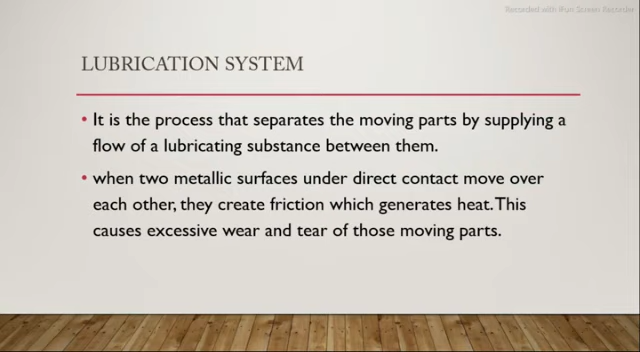 Recorded with iFun Screen Recorder
LUBRICATION SYSTEM
• It is the process that separates the moving parts by supplying a
flow of a lubricating substance between them.
• when two metallic surfaces under direct contact move over
each other, they create friction which generates heat. This
causes excessive wear and tear of those moving parts.